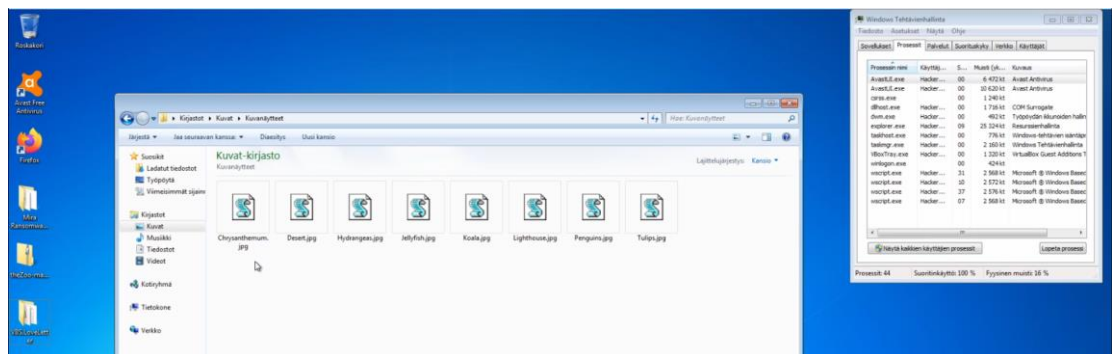 Roskakori
Avast Free
Antivirus
Firefox
Mira
Ransomwa...
theZoo-ma...
VBS.LoveLett
er
Kirjastot
Kuvat
Kuvanäytteet
Hae: Kuvanäytteet
Järjestä
Jaa seuraavan kanssa:
Diaesitys
Uusi kansio
Suosikit
Ladatut tiedostot
Työpöytä
Viimeisimmät sijainn
Kirjastot
Kuvat
Musiikki
Tiedostot
Videot
Kotiryhmä
Tietokone
Verkko
Kuvat-kirjasto
Kuvanäytteet
Lajittelujärjestys: Kansio
Chrysanthemum.
jpg
Desert.jpg
Hydrangeas.jpg
Jellyfish.jpg
Koala.jpg
Lighthouse.jpg
Penguins.jpg
Tulips.jpg
Windows Tehtävienhallinta
Tiedosto Asetukset Näytä Ohje
Sovellukset Prosessit Palvelut Suorituskyky Verkko Käyttäjät
Prosessin nimi Käyttäj... S... Muisti (yk... Kuvaus
AvastUI.exe Hacker... 00 6 472 kt Avast Antivirus
AvastUI.exe Hacker... 00 10 620 kt Avast Antivirus
csrss.exe 00 1 240 kt
dllhost.exe Hacker... 00 1 716 kt COM Surrogate
dwm.exe Hacker... 00 492 kt Työpöydän ikkunoiden hallin
explorer.exe Hacker... 09 25 324 kt Resurssienhallinta
taskhost.exe Hacker... 00 776 kt Windows-tehtävien isäntäpr
taskmgr.exe Hacker... 00 2 160 kt Windows Tehtävienhallinta
VBoxTray.exe Hacker... 00 1 320 kt VirtualBox Guest Additions T
winlogon.exe 00 424 kt
wscript.exe Hacker... 31 2 568 kt Microsoft ® Windows Based
wscript.exe Hacker... 10 2 572 kt Microsoft ® Windows Based
wscript.exe Hacker... 37 2 576 kt Microsoft ® Windows Based
wscript.exe Hacker... 07 2 568 kt Microsoft ® Windows Based
Näytä kaikkien käyttäjien prosessit
Lopeta prosessi
Prosessit: 44 Suoritinkäyttö: 100 % Fyysinen muisti: 16 %